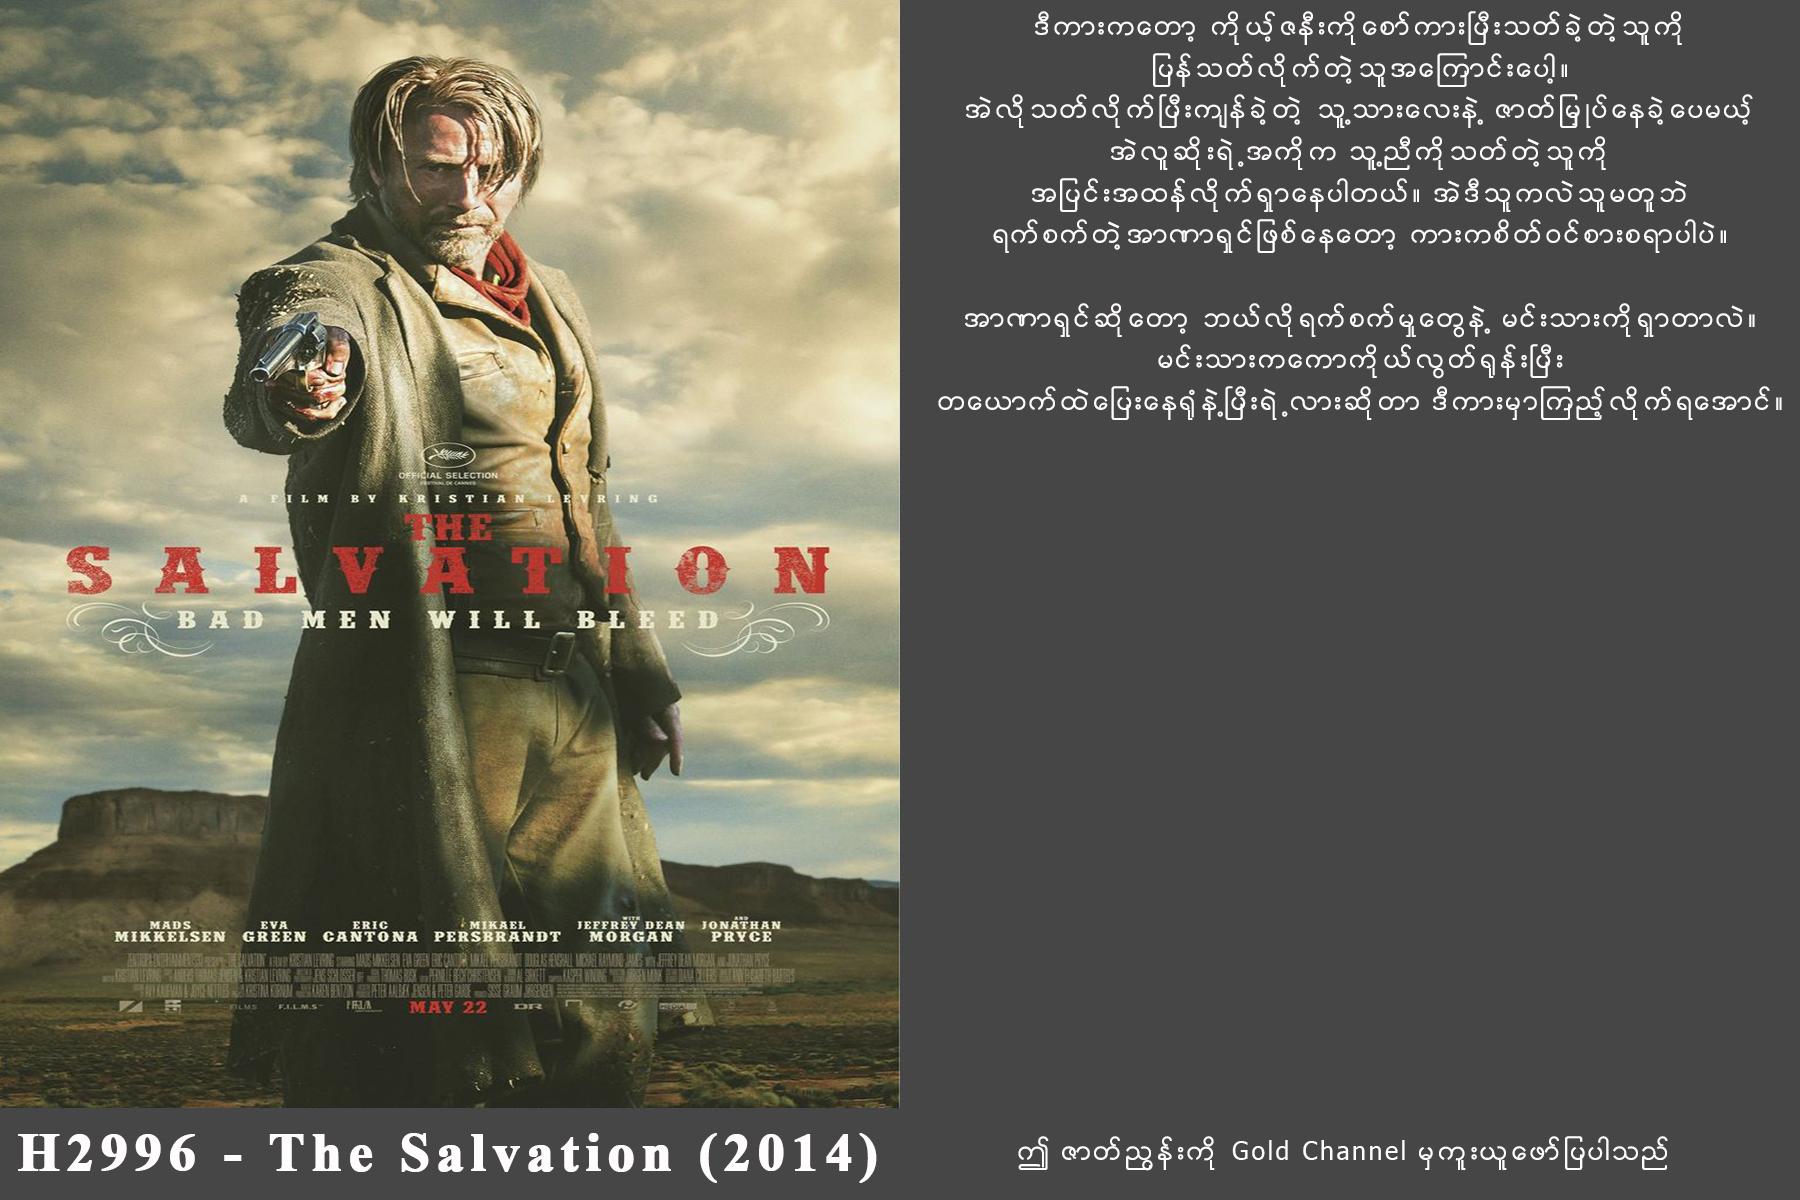 OFFICIAL SELECTION
FESTIVAL DE CANNES
A FILM BY KRISTIAN LEVRING
THE
SALVATION
BAD MEN WILL BLEED
MADS MIKKELSEN EVA GREEN ERIC CANTONA MIKAEL PERSBRANDT WITH JEFFREY DEAN MORGAN AND JONATHAN PRYCE
MAY 22
DR
H2996 - The Salvation (2014)
ဒီကားကတော့ ကိုယ့်ဇနီးကိုစော်ကားပြီးသတ်ခဲ့တဲ့သူကို
ပြန်သတ်လိုက်တဲ့သူအကြောင်းပေါ့။
အဲလိုသတ်လိုက်ပြီးကျန်ခဲ့တဲ့ သူ့သားလေးနဲ့ ဇာတ်မြှုပ်နေခဲ့ပေမယ့်
အဲလူဆိုးရဲ့အကိုက သူ့ညီကိုသတ်တဲ့သူကို
အပြင်းအထန်လိုက်ရှာနေပါတယ်။ အဲဒီသူကလဲသူမတူဘဲ
ရက်စက်တဲ့အာဏာရှင်ဖြစ်နေတော့ ကားကစိတ်ဝင်စားစရာပါပဲ။
အာဏာရှင်ဆိုတော့ ဘယ်လိုရက်စက်မှုတွေနဲ့ မင်းသားကိုရှာတာလဲ။
မင်းသားကကောကိုယ်လွတ်ရုန်းပြီး
တယောက်ထဲပြေးနေရုံနဲ့ပြီးရဲ့လားဆိုတာ ဒီကားမှာကြည့်လိုက်ရအောင်။
ဤ ဇာတ်ညွန်းကို Gold Channel မှကူးယူဖော်ပြပါသည်